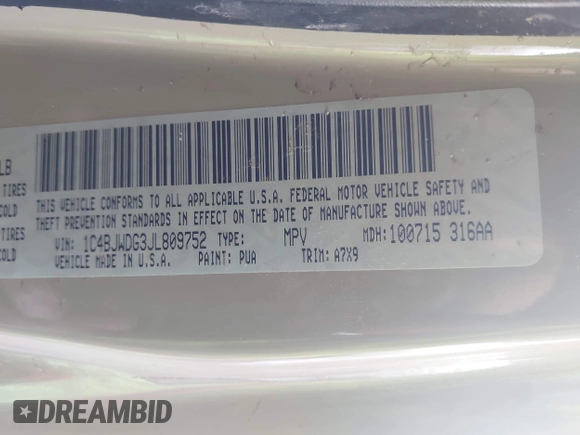 LB
TIRES
COLD
TIRES
COLD
THIS VEHICLE CONFORMS TO ALL APPLICABLE U.S.A. FEDERAL MOTOR VEHICLE SAFETY AND
THEFT PREVENTION STANDARDS IN EFFECT ON THE DATE OF MANUFACTURE SHOWN ABOVE.
VIN: 1C4BJWDG3JL809752 TYPE: MPV MDH: 100715 316AA
VEHICLE MADE IN U.S.A. PAINT: PUA TRIM: A7X9
DREAMBID